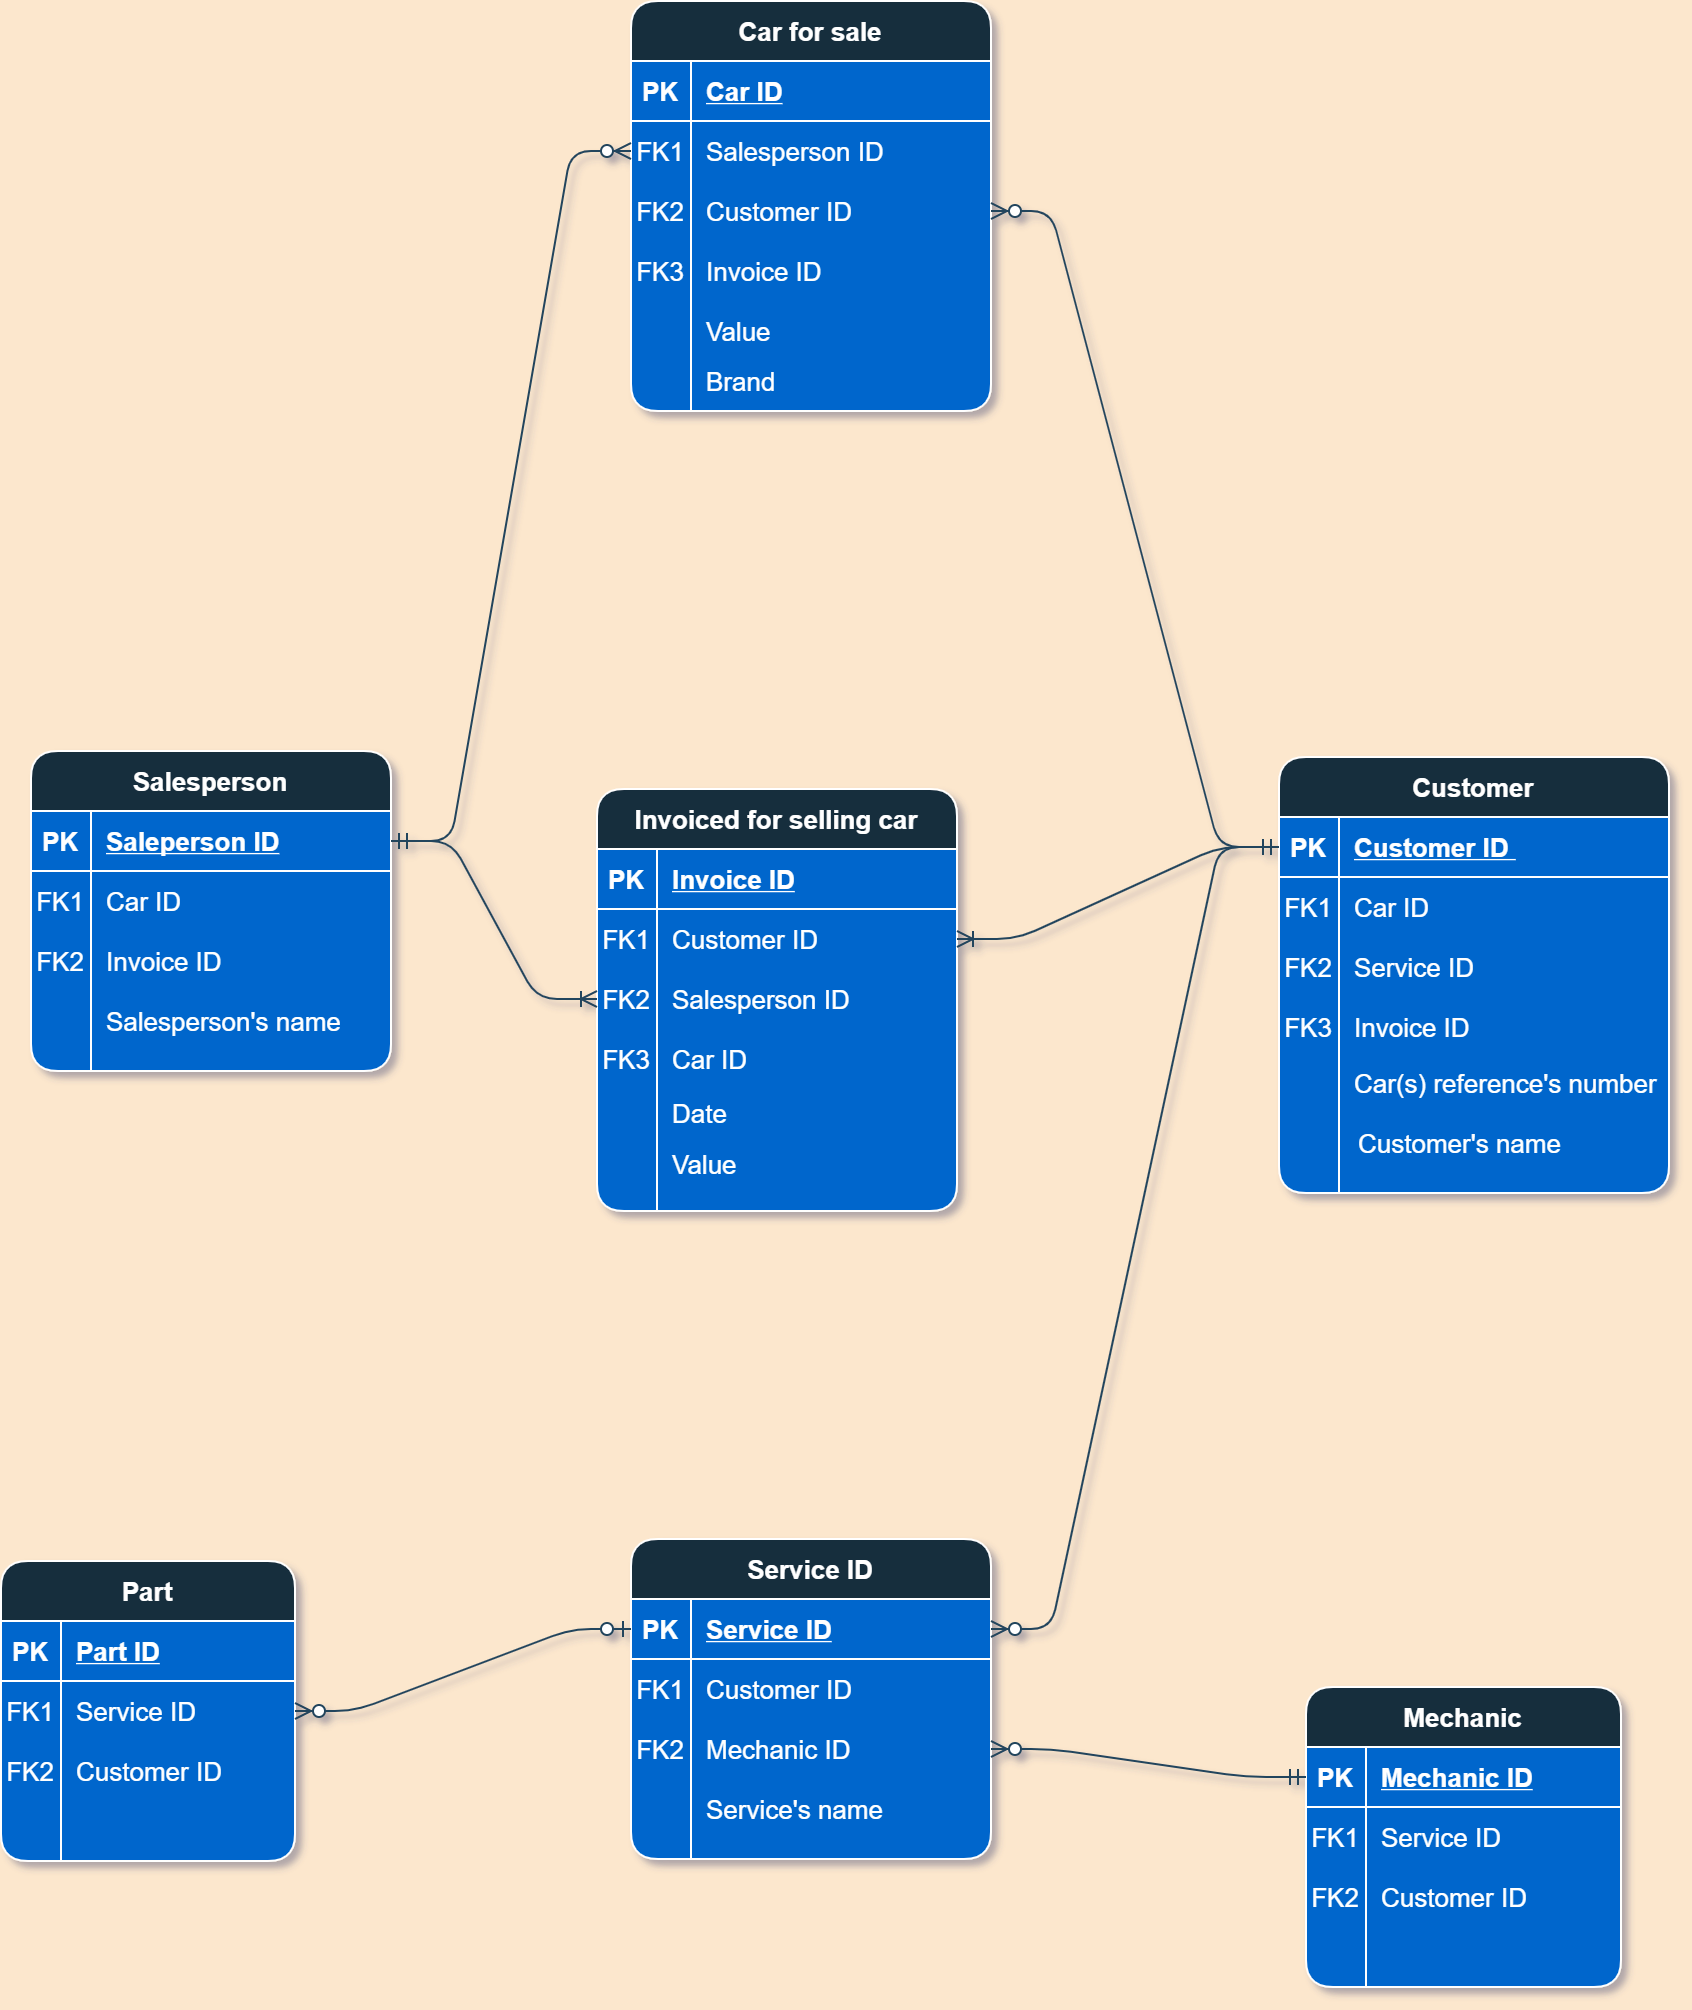 Car for sale
PK Car ID
FK1 Salesperson ID
FK2 Customer ID
FK3 Invoice ID
Value
Brand
Salesperson
PK Saleperson ID
FK1 Car ID
FK2 Invoice ID
Salesperson's name
Invoiced for selling car
PK Invoice ID
FK1 Customer ID
FK2 Salesperson ID
FK3 Car ID
Date
Value
Customer
PK Customer ID
FK1 Car ID
FK2 Service ID
FK3 Invoice ID
Car(s) reference's number
Customer's name
Part
PK Part ID
FK1 Service ID
FK2 Customer ID
Service ID
PK Service ID
FK1 Customer ID
FK2 Mechanic ID
Service's name
Mechanic
PK Mechanic ID
FK1 Service ID
FK2 Customer ID